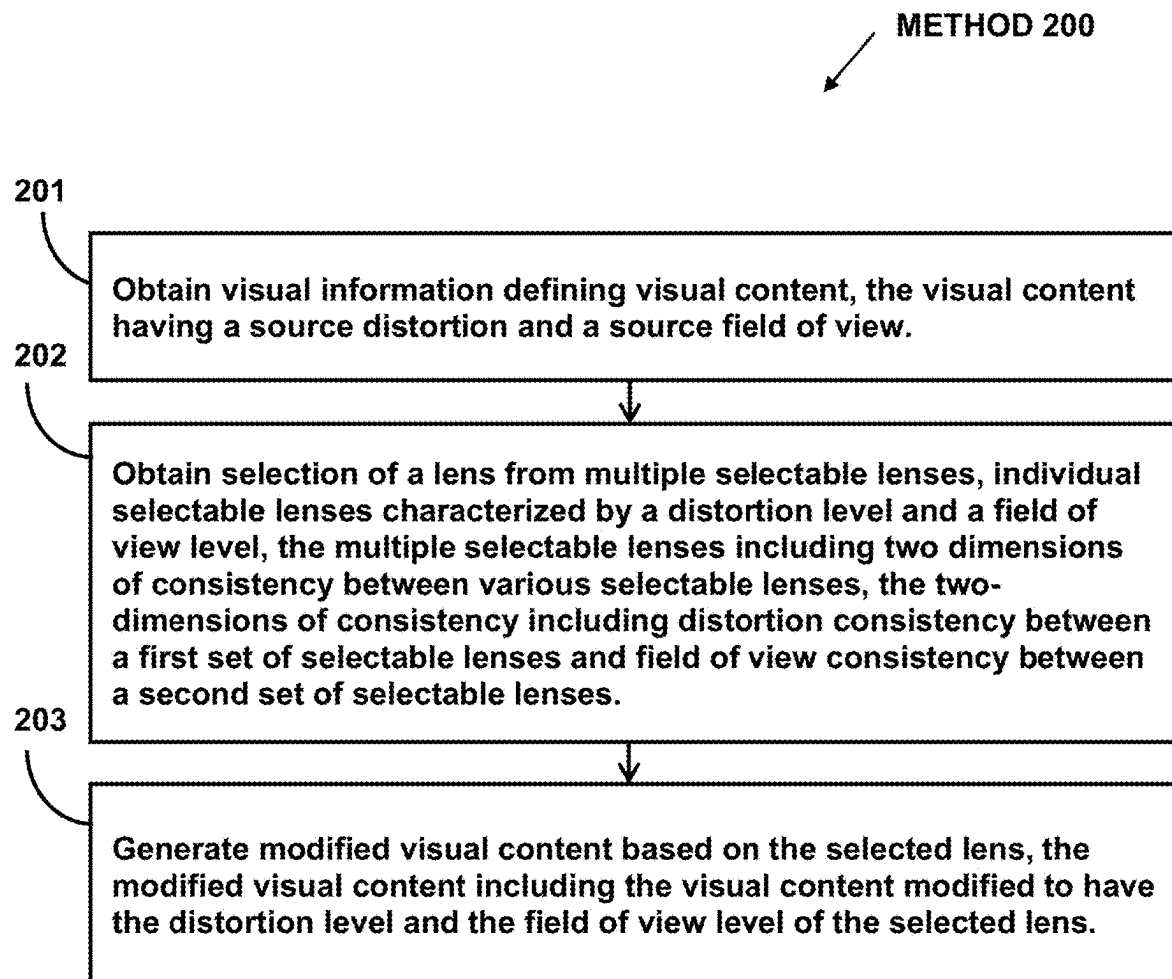 METHOD 200
201
Obtain visual information defining visual content, the visual content
having a source distortion and a source field of view.
202
Obtain selection of a lens from multiple selectable lenses, individual
selectable lenses characterized by a distortion level and a field of
view level, the multiple selectable lenses including two dimensions
of consistency between various selectable lenses, the two-
dimensions of consistency including distortion consistency between
a first set of selectable lenses and field of view consistency between
a second set of selectable lenses.
203
Generate modified visual content based on the selected lens, the
modified visual content including the visual content modified to have
the distortion level and the field of view level of the selected lens.